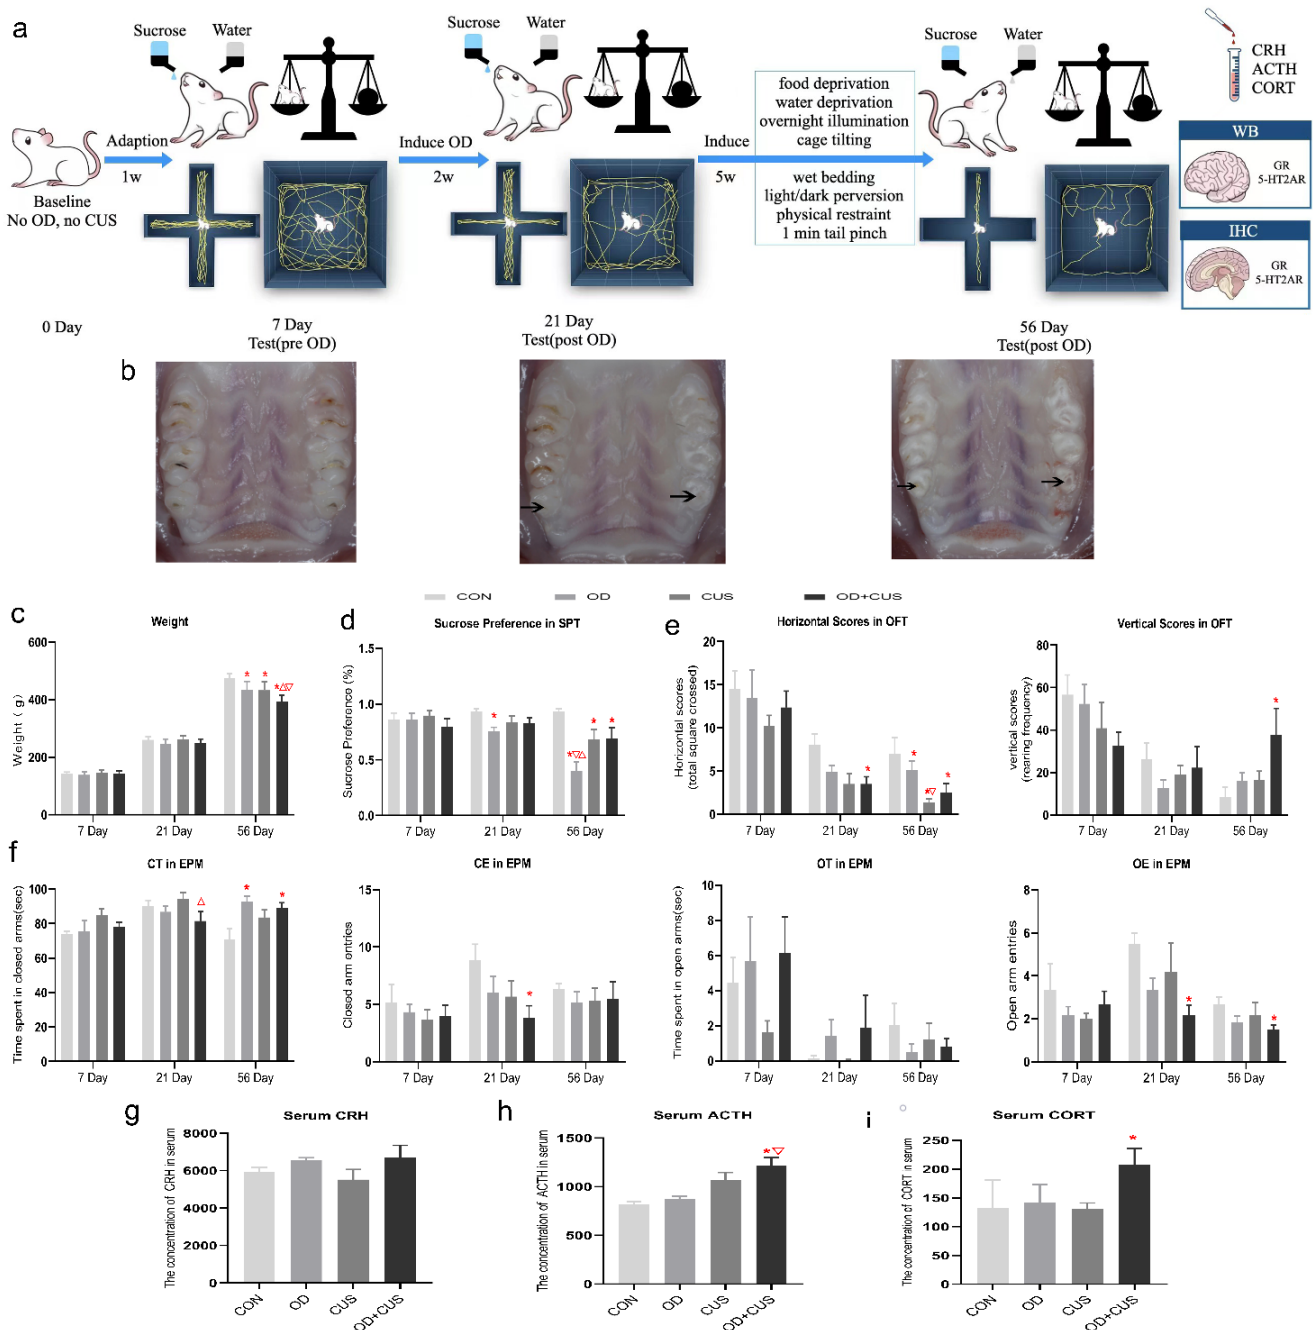 a
Sucrose
Water
Sucrose
Water
Sucrose
Water
CRH
ACTH
CORT
Adaption
1w
Induce OD
2w
Induce
5w
food deprivation
water deprivation
overnight illumination
cage tilting
wet bedding
light/dark perversion
physical restraint
1 min tail pinch
WB
GR
5-HT2AR
IHC
GR
5-HT2AR
Baseline
No OD, no CUS
0 Day
7 Day
Test(pre OD)
21 Day
Test(post OD)
56 Day
Test(post OD)
b
CON
OD
CUS
OD+CUS
c
Weight
Weight ( g)
600
400
200
0
7 Day
21 Day
56 Day
*
*
*△▽
d
Sucrose Preference in SPT
Sucrose Preference (%)
1.5
1.0
0.5
0.0
7 Day
21 Day
56 Day
*
*▽△
*
*
e
Horizontal Scores in OFT
Horizontal scores
(total square crossed)
20
15
10
5
0
7 Day
21 Day
56 Day
*
*
*▽
*
Vertical Scores in OFT
vertical scores
(rearing frequency)
80
60
40
20
0
7 Day
21 Day
56 Day
*
f
CT in EPM
Time spent in closed arms(sec)
100
80
60
40
20
0
7 Day
21 Day
56 Day
△
*
*
CE in EPM
Closed arm entries
15
10
5
0
7 Day
21 Day
56 Day
*
OT in EPM
Time spent in open arms(sec)
10
8
6
4
2
0
7 Day
21 Day
56 Day
OE in EPM
Open arm entries
8
6
4
2
0
7 Day
21 Day
56 Day
*
*
g
Serum CRH
The concentration of CRH in serum
8000
6000
4000
2000
0
CON
OD
CUS
OD+CUS
h
Serum ACTH
The concentration of ACTH in serum
1500
1000
500
0
CON
OD
CUS
OD+CUS
*▽
i
Serum CORT
The concentration of CORT in serum
250
200
150
100
50
0
CON
OD
CUS
OD+CUS
*